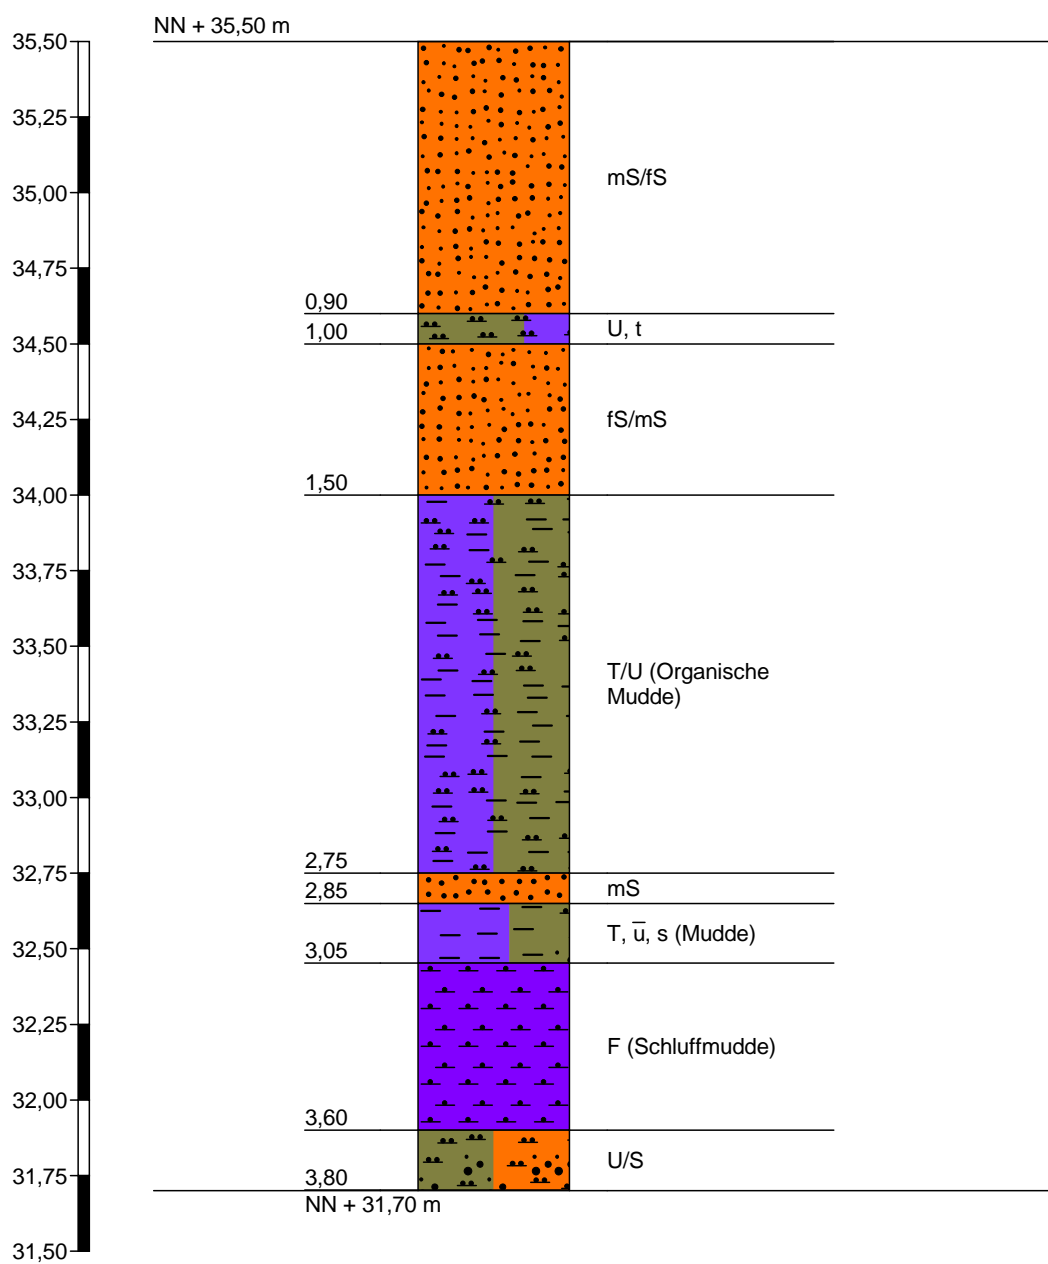 NN + 35,50 m
35,50
35,25
35,00
mS/fS
34,75
0,90
1,00
U, t
34,50
34,25
fS/mS
1,50
34,00
33,75
33,50
T/U (Organische
Mudde)
33,25
33,00
2,75
32,75
2,85
mS
T, u̅, s (Mudde)
32,50
3,05
32,25
F (Schluffmudde)
32,00
3,60
U/S
31,75
3,80
NN + 31,70 m
31,50